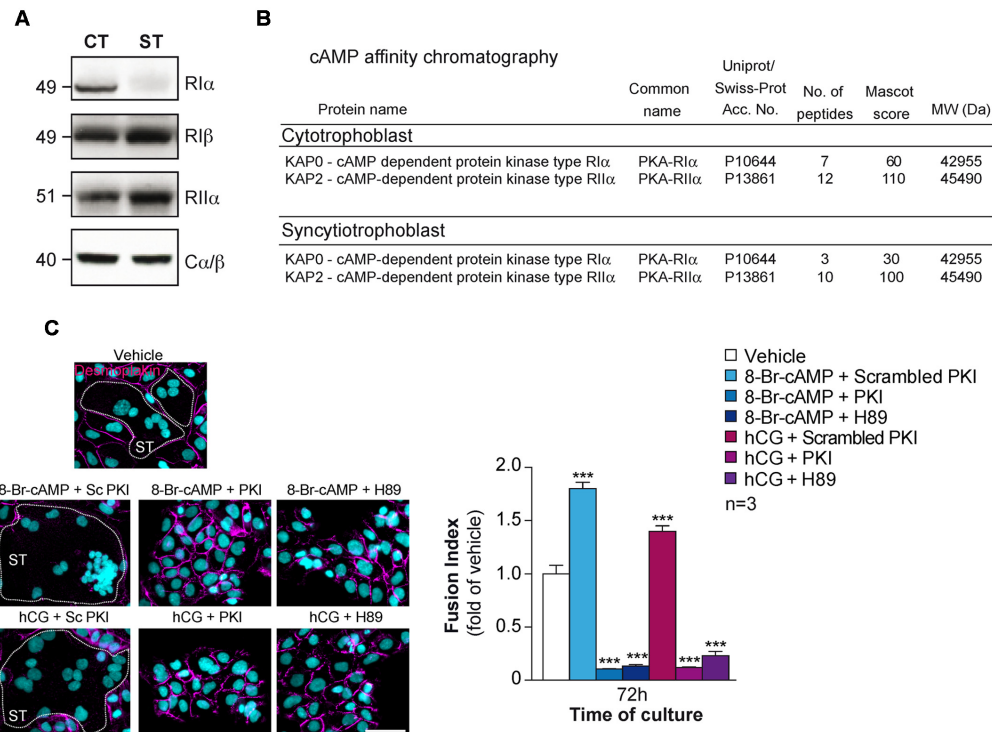 A
CT ST
49 RIα
49 RIβ
51 RIIα
40 Cα/β
B
cAMP affinity chromatography
Protein name
Common
name
Uniprot/
Swiss-Prot
Acc. No.
No. of
peptides
Mascot
score
MW (Da)
Cytotrophoblast
KAP0 - cAMP dependent protein kinase type RIα PKA-RIα P10644 7 60 42955
KAP2 - cAMP-dependent protein kinase type RIIα PKA-RIIα P13861 12 110 45490
Syncytiotrophoblast
KAP0 - cAMP-dependent protein kinase type RIα PKA-RIα P10644 3 30 42955
KAP2 - cAMP-dependent protein kinase type RIIα PKA-RIIα P13861 10 100 45490
C
Vehicle
Desmoplakin
ST
8-Br-cAMP + Sc PKI 8-Br-cAMP + PKI 8-Br-cAMP + H89
ST
hCG + Sc PKI hCG + PKI hCG + H89
ST
Vehicle
8-Br-cAMP + Scrambled PKI
8-Br-cAMP + PKI
8-Br-cAMP + H89
hCG + Scrambled PKI
hCG + PKI
hCG + H89
n=3
Fusion Index
(fold of vehicle)
2.0
1.5
1.0
0.5
0
*** *** *** *** *** ***
72h
Time of culture